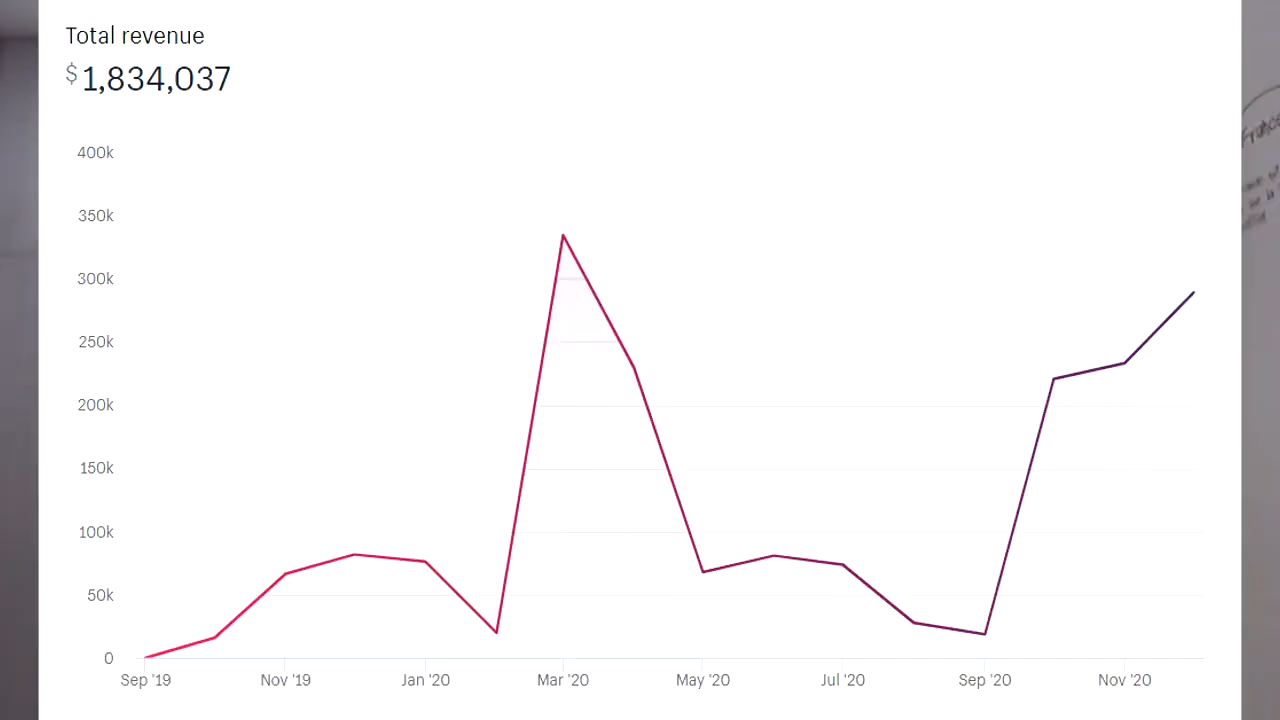 Total revenue
$1,834,037
400k
350k
300k
250k
200k
150k
100k
50k
0
Sep '19 Nov '19 Jan '20 Mar '20 May '20 Jul '20 Sep '20 Nov '20